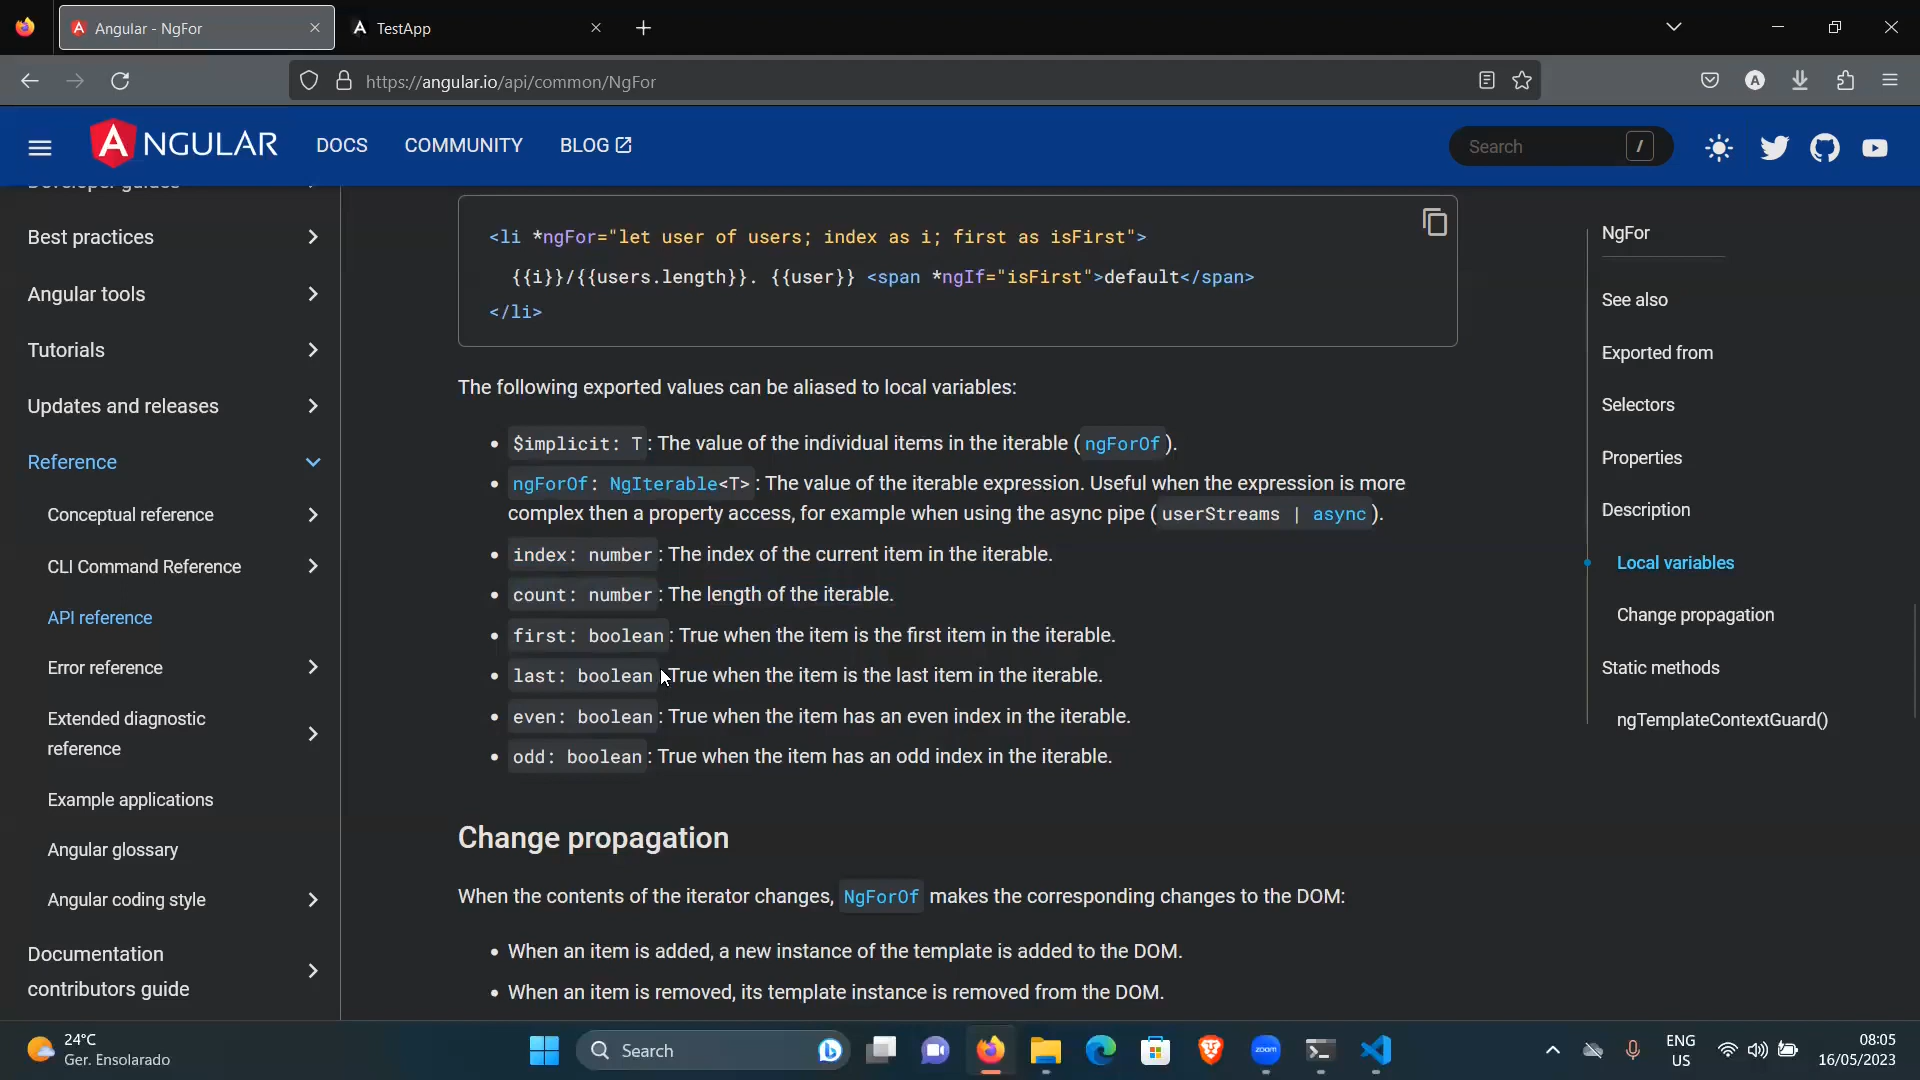 Angular - NgFor
TestApp
https://angular.io/api/common/NgFor
ANGULAR
DOCS
COMMUNITY
BLOG
Search
/
Developer guides
Best practices
Angular tools
Tutorials
Updates and releases
Reference
Conceptual reference
CLI Command Reference
API reference
Error reference
Extended diagnostic
reference
Example applications
Angular glossary
Angular coding style
Documentation
contributors guide
<li *ngFor="let user of users; index as i; first as isFirst">
{{i}}/{{users.length}}. {{user}} <span *ngIf="isFirst">default</span>
</li>
The following exported values can be aliased to local variables:
$implicit: T: The value of the individual items in the iterable (ngForOf).
ngForOf: NgIterable<T>: The value of the iterable expression. Useful when the expression is more
complex then a property access, for example when using the async pipe (userStreams | async).
index: number: The index of the current item in the iterable.
count: number: The length of the iterable.
first: boolean: True when the item is the first item in the iterable.
last: boolean True when the item is the last item in the iterable.
even: boolean: True when the item has an even index in the iterable.
odd: boolean: True when the item has an odd index in the iterable.
Change propagation
When the contents of the iterator changes, NgForOf makes the corresponding changes to the DOM:
When an item is added, a new instance of the template is added to the DOM.
When an item is removed, its template instance is removed from the DOM.
NgFor
See also
Exported from
Selectors
Properties
Description
Local variables
Change propagation
Static methods
ngTemplateContextGuard()
24°C
Ger. Ensolarado
Search
zoom
ENG
US
08:05
16/05/2023